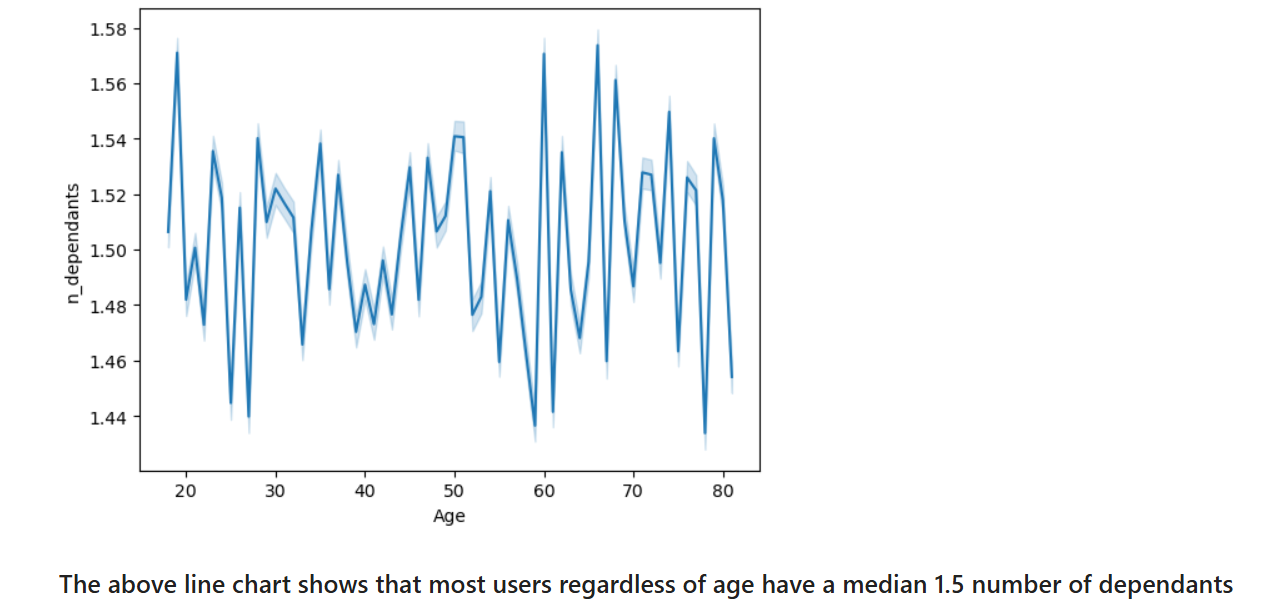 1.58
1.56
1.54
1.52
1.50
1.48
1.46
1.44
n_dependants
20 30 40 50 60 70 80
Age
The above line chart shows that most users regardless of age have a median 1.5 number of dependants